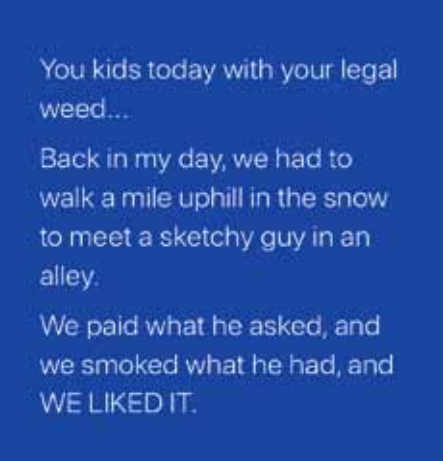 You kids today with your legal
weed...
Back in my day, we had to
walk a mile uphill in the snow
to meet a sketchy guy in an
alley.
We paid what he asked, and
we smoked what he had, and
WE LIKED IT.